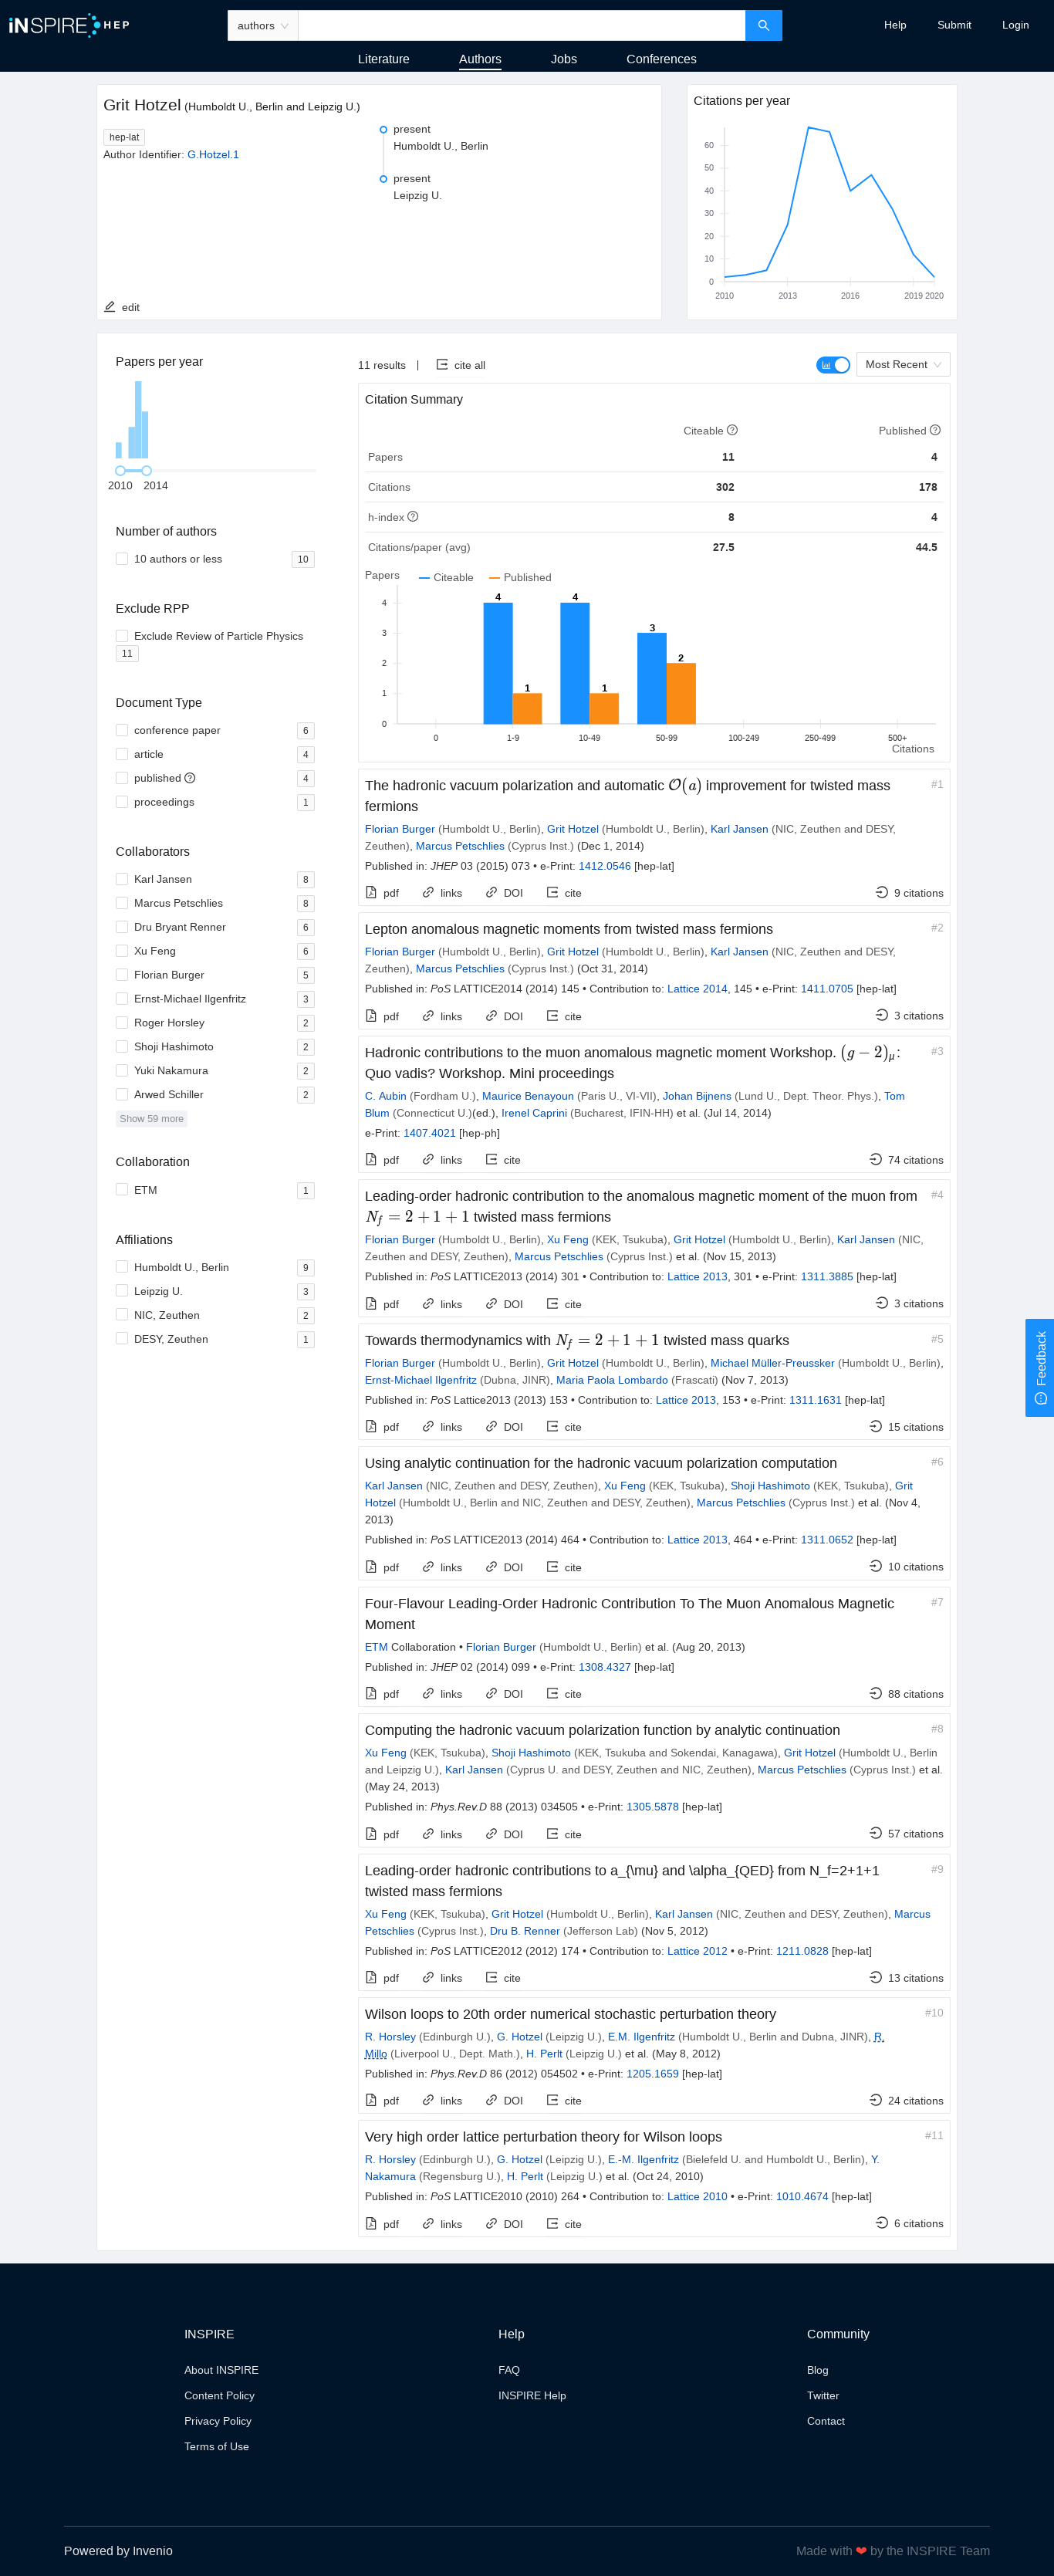 iNSPIRE HEP
authors
Help Submit Login
Literature Authors Jobs Conferences
Grit Hotzel (Humboldt U., Berlin and Leipzig U.)
hep-lat
Author Identifier: G.Hotzel.1
present
Humboldt U., Berlin
present
Leipzig U.
edit
Citations per year
60
50
40
30
20
10
0
2010 2013 2016 2019 2020
Papers per year
2010 2014
Number of authors
10 authors or less 10
Exclude RPP
Exclude Review of Particle Physics
11
Document Type
conference paper 6
article 4
published 4
proceedings 1
Collaborators
Karl Jansen 8
Marcus Petschlies 8
Dru Bryant Renner 6
Xu Feng 6
Florian Burger 5
Ernst-Michael Ilgenfritz 3
Roger Horsley 2
Shoji Hashimoto 2
Yuki Nakamura 2
Arwed Schiller 2
Show 59 more
Collaboration
ETM 1
Affiliations
Humboldt U., Berlin 9
Leipzig U. 3
NIC, Zeuthen 2
DESY, Zeuthen 1
11 results | cite all
Most Recent
Citation Summary
Citeable Published
Papers 11 4
Citations 302 178
h-index 8 4
Citations/paper (avg) 27.5 44.5
Papers Citeable Published
4
3
2
1
0
4 1 4 1 3 2
0 1-9 10-49 50-99 100-249 250-499 500+
Citations
The hadronic vacuum polarization and automatic 𝒪(a) improvement for twisted mass #1
fermions
Florian Burger (Humboldt U., Berlin), Grit Hotzel (Humboldt U., Berlin), Karl Jansen (NIC, Zeuthen and DESY,
Zeuthen), Marcus Petschlies (Cyprus Inst.) (Dec 1, 2014)
Published in: JHEP 03 (2015) 073 • e-Print: 1412.0546 [hep-lat]
pdf links DOI cite 9 citations
Lepton anomalous magnetic moments from twisted mass fermions #2
Florian Burger (Humboldt U., Berlin), Grit Hotzel (Humboldt U., Berlin), Karl Jansen (NIC, Zeuthen and DESY,
Zeuthen), Marcus Petschlies (Cyprus Inst.) (Oct 31, 2014)
Published in: PoS LATTICE2014 (2014) 145 • Contribution to: Lattice 2014, 145 • e-Print: 1411.0705 [hep-lat]
pdf links DOI cite 3 citations
Hadronic contributions to the muon anomalous magnetic moment Workshop. (g − 2)μ: #3
Quo vadis? Workshop. Mini proceedings
C. Aubin (Fordham U.), Maurice Benayoun (Paris U., VI-VII), Johan Bijnens (Lund U., Dept. Theor. Phys.), Tom
Blum (Connecticut U.)(ed.), Irenel Caprini (Bucharest, IFIN-HH) et al. (Jul 14, 2014)
e-Print: 1407.4021 [hep-ph]
pdf links cite 74 citations
Leading-order hadronic contribution to the anomalous magnetic moment of the muon from #4
Nf = 2 + 1 + 1 twisted mass fermions
Florian Burger (Humboldt U., Berlin), Xu Feng (KEK, Tsukuba), Grit Hotzel (Humboldt U., Berlin), Karl Jansen (NIC,
Zeuthen and DESY, Zeuthen), Marcus Petschlies (Cyprus Inst.) et al. (Nov 15, 2013)
Published in: PoS LATTICE2013 (2014) 301 • Contribution to: Lattice 2013, 301 • e-Print: 1311.3885 [hep-lat]
pdf links DOI cite 3 citations
Towards thermodynamics with Nf = 2 + 1 + 1 twisted mass quarks #5
Florian Burger (Humboldt U., Berlin), Grit Hotzel (Humboldt U., Berlin), Michael Müller-Preussker (Humboldt U., Berlin),
Ernst-Michael Ilgenfritz (Dubna, JINR), Maria Paola Lombardo (Frascati) (Nov 7, 2013)
Published in: PoS Lattice2013 (2013) 153 • Contribution to: Lattice 2013, 153 • e-Print: 1311.1631 [hep-lat]
pdf links DOI cite 15 citations
Using analytic continuation for the hadronic vacuum polarization computation #6
Karl Jansen (NIC, Zeuthen and DESY, Zeuthen), Xu Feng (KEK, Tsukuba), Shoji Hashimoto (KEK, Tsukuba), Grit
Hotzel (Humboldt U., Berlin and NIC, Zeuthen and DESY, Zeuthen), Marcus Petschlies (Cyprus Inst.) et al. (Nov 4,
2013)
Published in: PoS LATTICE2013 (2014) 464 • Contribution to: Lattice 2013, 464 • e-Print: 1311.0652 [hep-lat]
pdf links DOI cite 10 citations
Four-Flavour Leading-Order Hadronic Contribution To The Muon Anomalous Magnetic #7
Moment
ETM Collaboration • Florian Burger (Humboldt U., Berlin) et al. (Aug 20, 2013)
Published in: JHEP 02 (2014) 099 • e-Print: 1308.4327 [hep-lat]
pdf links DOI cite 88 citations
Computing the hadronic vacuum polarization function by analytic continuation #8
Xu Feng (KEK, Tsukuba), Shoji Hashimoto (KEK, Tsukuba and Sokendai, Kanagawa), Grit Hotzel (Humboldt U., Berlin
and Leipzig U.), Karl Jansen (Cyprus U. and DESY, Zeuthen and NIC, Zeuthen), Marcus Petschlies (Cyprus Inst.) et al.
(May 24, 2013)
Published in: Phys.Rev.D 88 (2013) 034505 • e-Print: 1305.5878 [hep-lat]
pdf links DOI cite 57 citations
Leading-order hadronic contributions to a_{\mu} and \alpha_{QED} from N_f=2+1+1 #9
twisted mass fermions
Xu Feng (KEK, Tsukuba), Grit Hotzel (Humboldt U., Berlin), Karl Jansen (NIC, Zeuthen and DESY, Zeuthen), Marcus
Petschlies (Cyprus Inst.), Dru B. Renner (Jefferson Lab) (Nov 5, 2012)
Published in: PoS LATTICE2012 (2012) 174 • Contribution to: Lattice 2012 • e-Print: 1211.0828 [hep-lat]
pdf links cite 13 citations
Wilson loops to 20th order numerical stochastic perturbation theory #10
R. Horsley (Edinburgh U.), G. Hotzel (Leipzig U.), E.M. Ilgenfritz (Humboldt U., Berlin and Dubna, JINR), R.
Millo (Liverpool U., Dept. Math.), H. Perlt (Leipzig U.) et al. (May 8, 2012)
Published in: Phys.Rev.D 86 (2012) 054502 • e-Print: 1205.1659 [hep-lat]
pdf links DOI cite 24 citations
Very high order lattice perturbation theory for Wilson loops #11
R. Horsley (Edinburgh U.), G. Hotzel (Leipzig U.), E.-M. Ilgenfritz (Bielefeld U. and Humboldt U., Berlin), Y.
Nakamura (Regensburg U.), H. Perlt (Leipzig U.) et al. (Oct 24, 2010)
Published in: PoS LATTICE2010 (2010) 264 • Contribution to: Lattice 2010 • e-Print: 1010.4674 [hep-lat]
pdf links DOI cite 6 citations
Feedback
INSPIRE
About INSPIRE
Content Policy
Privacy Policy
Terms of Use
Help
FAQ
INSPIRE Help
Community
Blog
Twitter
Contact
Powered by Invenio
Made with ❤ by the INSPIRE Team